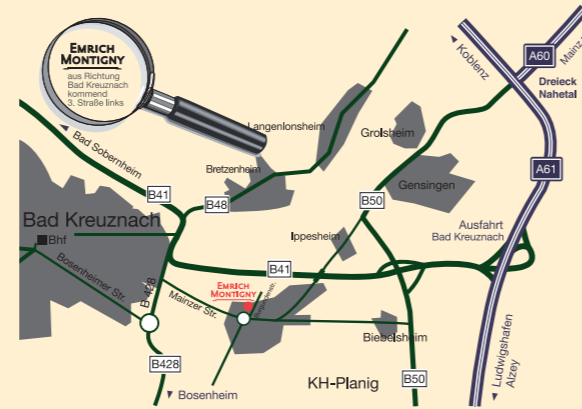 EMRICH
MONTIGNY
aus Richtung
Bad Kreuznach
kommend
3. Straße links
Koblenz
A60
Mainz
Dreieck
Nahetal
Langenlonsheim
Grolsheim
Bad Sobernheim
Bretzenheim
A61
Gensingen
B41
B48
B50
Bad Kreuznach
Bhf
Ippesheim
Ausfahrt
Bad Kreuznach
Bosenheimer Str.
B 428
B41
Mainzer Str.
EMRICH
MONTIGNY
Biebelsheim
B428
Bosenheim
KH-Planig
B50
Ludwigshafen
Alzey